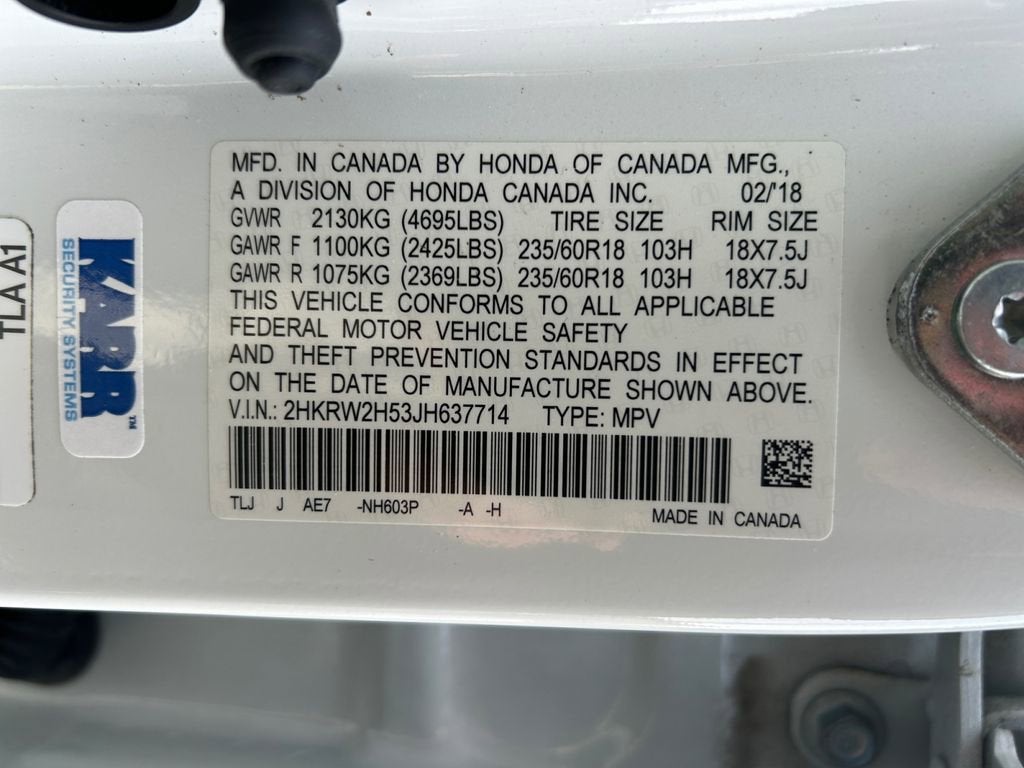 MFD. IN CANADA BY HONDA OF CANADA MFG.,
A DIVISION OF HONDA CANADA INC. 02/'18
GVWR 2130KG (4695LBS) TIRE SIZE RIM SIZE
GAWR F 1100KG (2425LBS) 235/60R18 103H 18X7.5J
GAWR R 1075KG (2369LBS) 235/60R18 103H 18X7.5J
THIS VEHICLE CONFORMS TO ALL APPLICABLE
FEDERAL MOTOR VEHICLE SAFETY
AND THEFT PREVENTION STANDARDS IN EFFECT
ON THE DATE OF MANUFACTURE SHOWN ABOVE.
V.I.N.: 2HKRW2H53JH637714 TYPE: MPV
TLJ J AE7 -NH603P -A -H
MADE IN CANADA
KARR™
SECURITY SYSTEMS
TLA A1